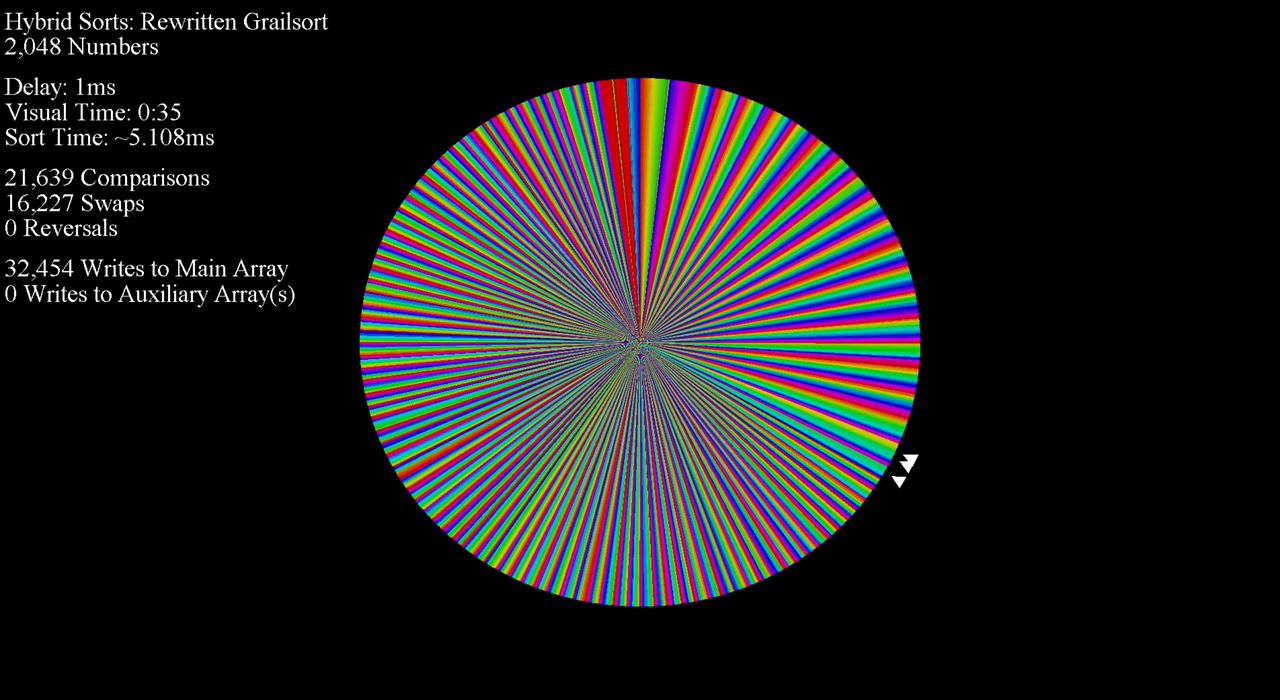 Hybrid Sorts: Rewritten Grailsort
2,048 Numbers
Delay: 1ms
Visual Time: 0:35
Sort Time: ~5.108ms
21,639 Comparisons
16,227 Swaps
0 Reversals
32,454 Writes to Main Array
0 Writes to Auxiliary Array(s)